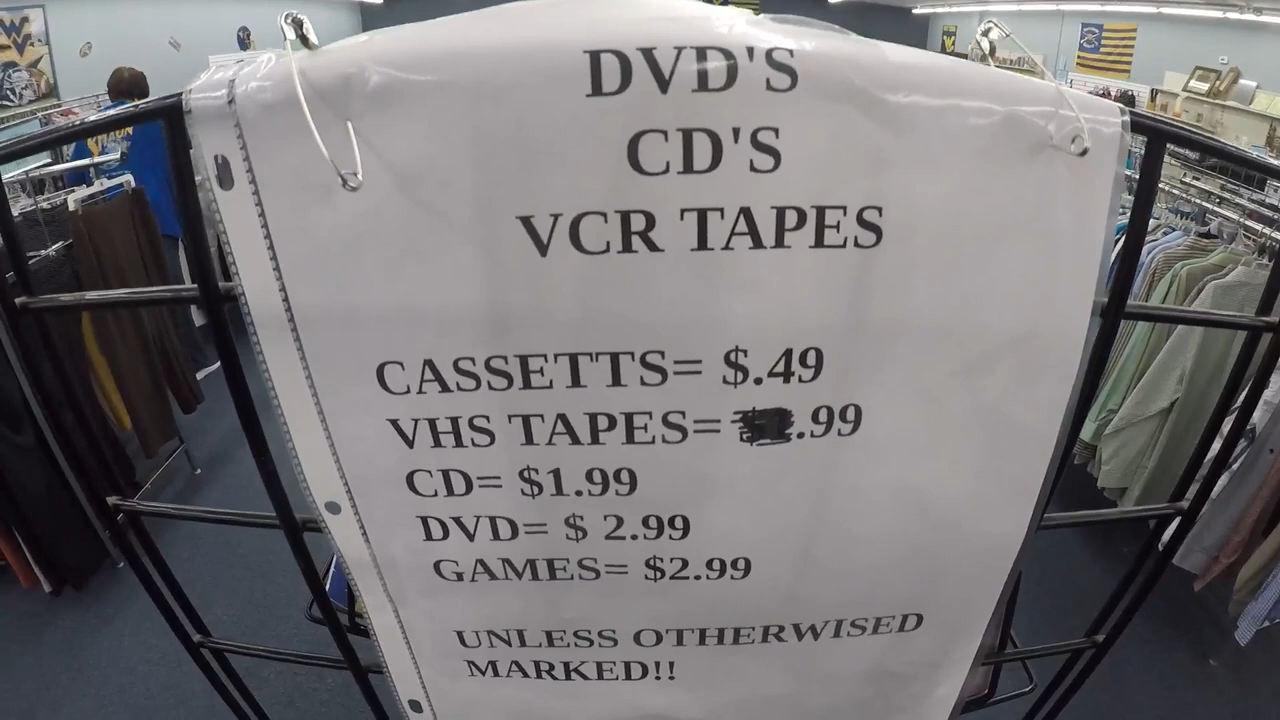 DVD'S
CD'S
VCR TAPES
CASSETTS= $.49
VHS TAPES= .99
CD= $1.99
DVD= $ 2.99
GAMES= $2.99
UNLESS OTHERWISED
MARKED!!